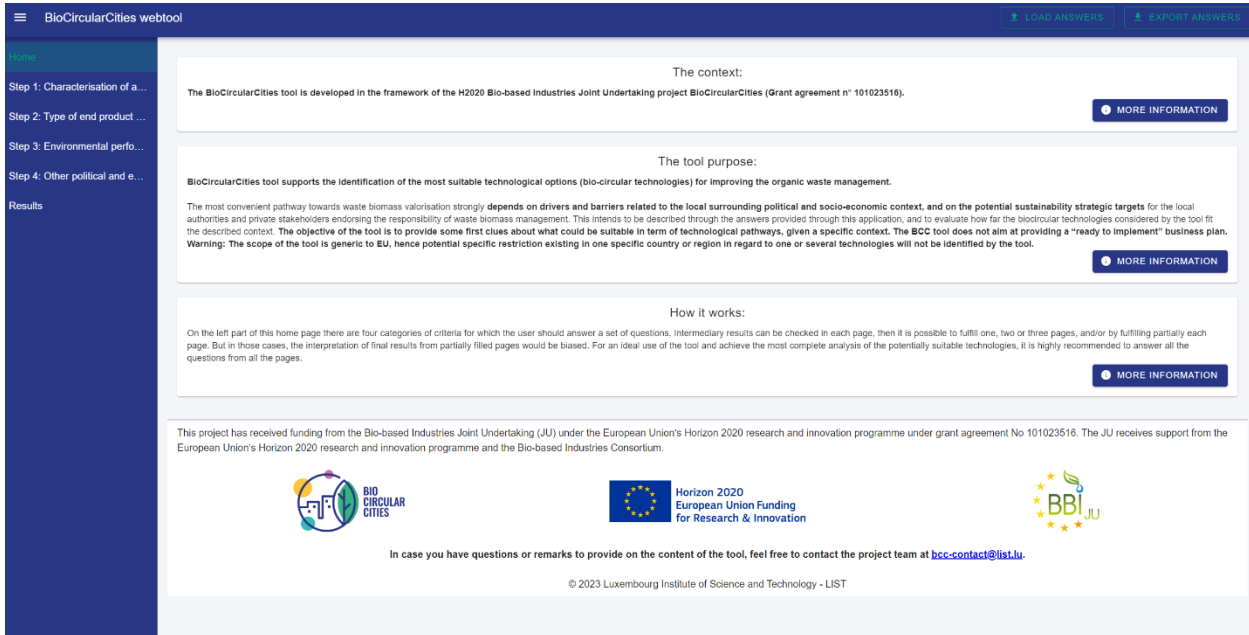 BioCircularCities webtool
LOAD ANSWERS
EXPORT ANSWERS
Home
Step 1: Characterisation of a...
Step 2: Type of end product ...
Step 3: Environmental perfo...
Step 4: Other political and e...
Results
The context:
The BioCircularCities tool is developed in the framework of the H2020 Bio-based Industries Joint Undertaking project BioCircularCities (Grant agreement n° 101023516).
MORE INFORMATION
The tool purpose:
BioCircularCities tool supports the identification of the most suitable technological options (bio-circular technologies) for improving the organic waste management.
The most convenient pathway towards waste biomass valorisation strongly depends on drivers and barriers related to the local surrounding political and socio-economic context, and on the potential sustainability strategic targets for the local
authorities and private stakeholders endorsing the responsibility of waste biomass management. This intends to be described through the answers provided through this application, and to evaluate how far the biocircular technologies considered by the tool fit
the described context. The objective of the tool is to provide some first clues about what could be suitable in term of technological pathways, given a specific context. The BCC tool does not aim at providing a "ready to implement" business plan.
Warning: The scope of the tool is generic to EU, hence potential specific restriction existing in one specific country or region in regard to one or several technologies will not be identified by the tool.
MORE INFORMATION
How it works:
On the left part of this home page there are four categories of criteria for which the user should answer a set of questions. Intermediary results can be checked in each page, then it is possible to fulfill one, two or three pages, and/or by fulfilling partially each
page. But in those cases, the interpretation of final results from partially filled pages would be biased. For an ideal use of the tool and achieve the most complete analysis of the potentially suitable technologies, it is highly recommended to answer all the
questions from all the pages.
MORE INFORMATION
This project has received funding from the Bio-based Industries Joint Undertaking (JU) under the European Union's Horizon 2020 research and innovation programme under grant agreement No 101023516. The JU receives support from the
European Union's Horizon 2020 research and innovation programme and the Bio-based Industries Consortium.
BIO
CIRCULAR
CITIES
Horizon 2020
European Union Funding
for Research & Innovation
BBI JU
In case you have questions or remarks to provide on the content of the tool, feel free to contact the project team at bcc-contact@list.lu.
© 2023 Luxembourg Institute of Science and Technology - LIST